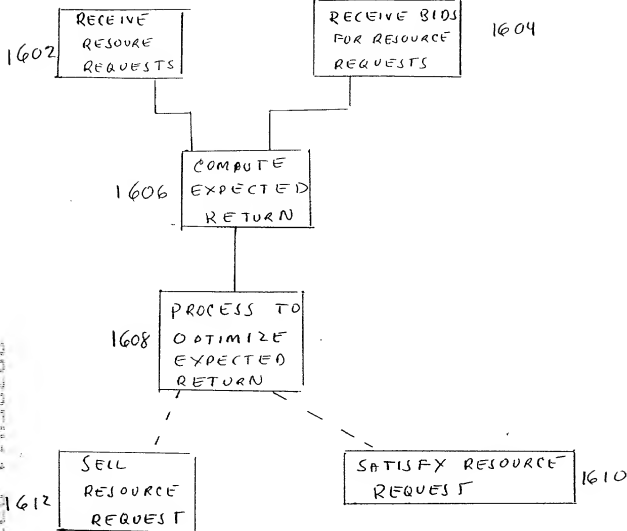 RECEIVE
RESOURE
REQUESTS
1602
RECEIVE BIDS
FOR RESOURCE
REQUESTS
1604
COMPUTE
EXPECTED
RETURN
1606
PROCESS TO
OPTIMIZE
EXPECTED
RETURN
1608
SELL
RESOURCE
REQUEST
1612
SATISFY RESOURCE
REQUEST
1610